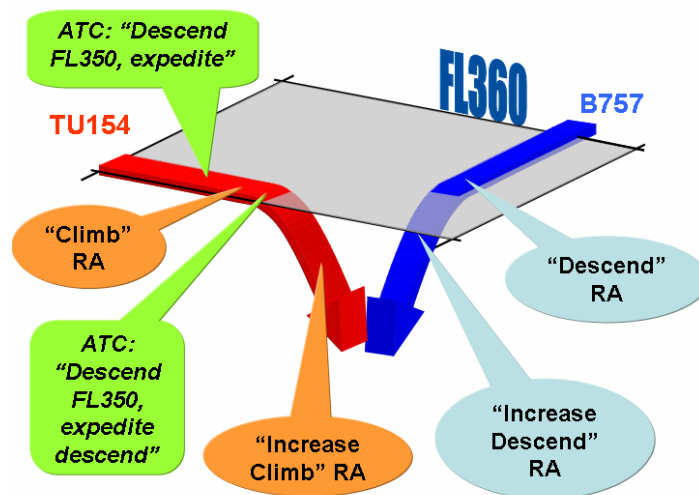 ATC: “Descend
FL350, expedite”
FL360
B757
TU154
“Climb”
RA
“Descend”
RA
ATC:
“Descend
FL350,
expedite
descend”
“Increase
Climb” RA
“Increase
Descend”
RA